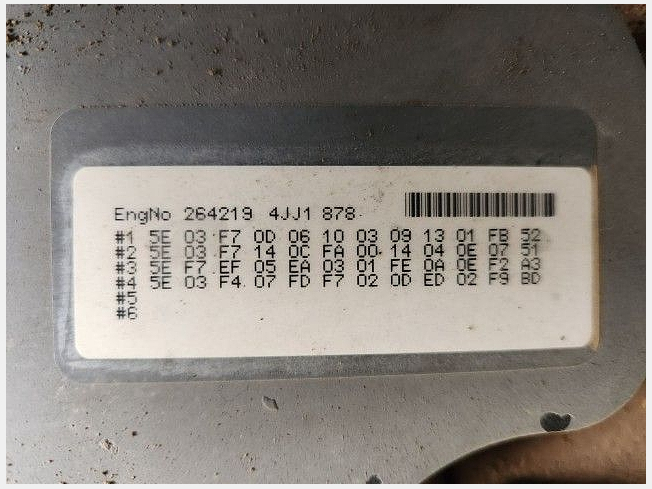 EngNo 264219 4JJ1 878
#1 5E 03 F7 0D 06 10 03 09 13 01 FB 52
#2 5E 03 F7 14 0C FA 00 14 04 0E 07 51
#3 5E F7 EF 05 EA 03 01 FE 0A 0E F2 A3
#4 5E 03 F4 07 FD F7 02 0D ED 02 F9 BD
#5
#6